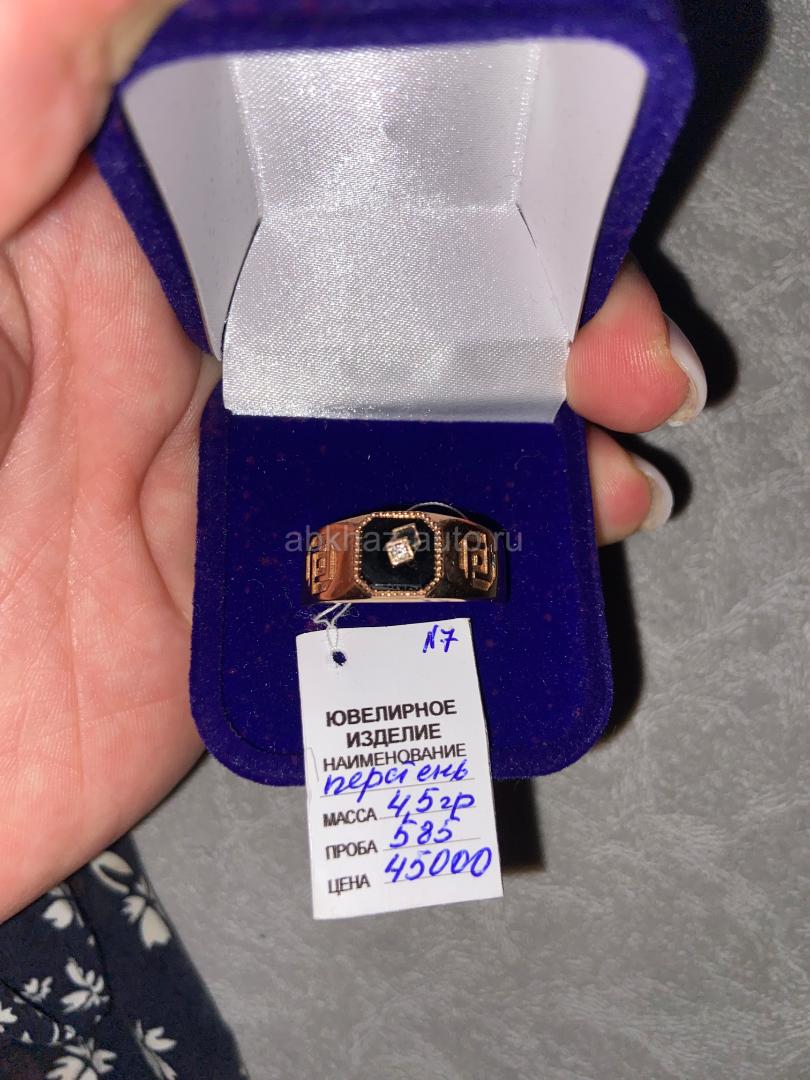 abkhaz-auto.ru
N7
ЮВЕЛИРНОЕ
ИЗДЕЛИЕ
НАИМЕНОВАНИЕ
перстень
МАССА 4,5гр
ПРОБА 585
ЦЕНА 45000